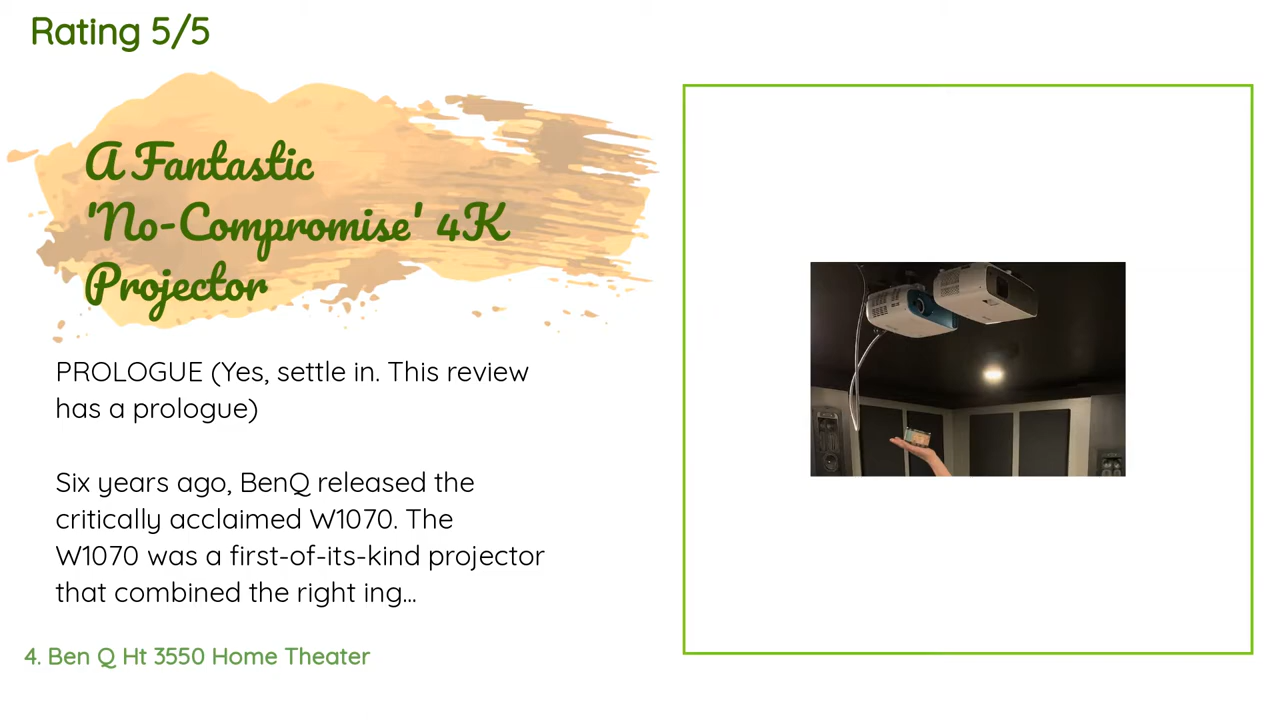 Rating 5/5
A Fantastic
'No-Compromise' 4K
Projector
PROLOGUE (Yes, settle in. This review
has a prologue)
Six years ago, BenQ released the
critically acclaimed W1070. The
W1070 was a first-of-its-kind projector
that combined the right ing...
4. Ben Q Ht 3550 Home Theater